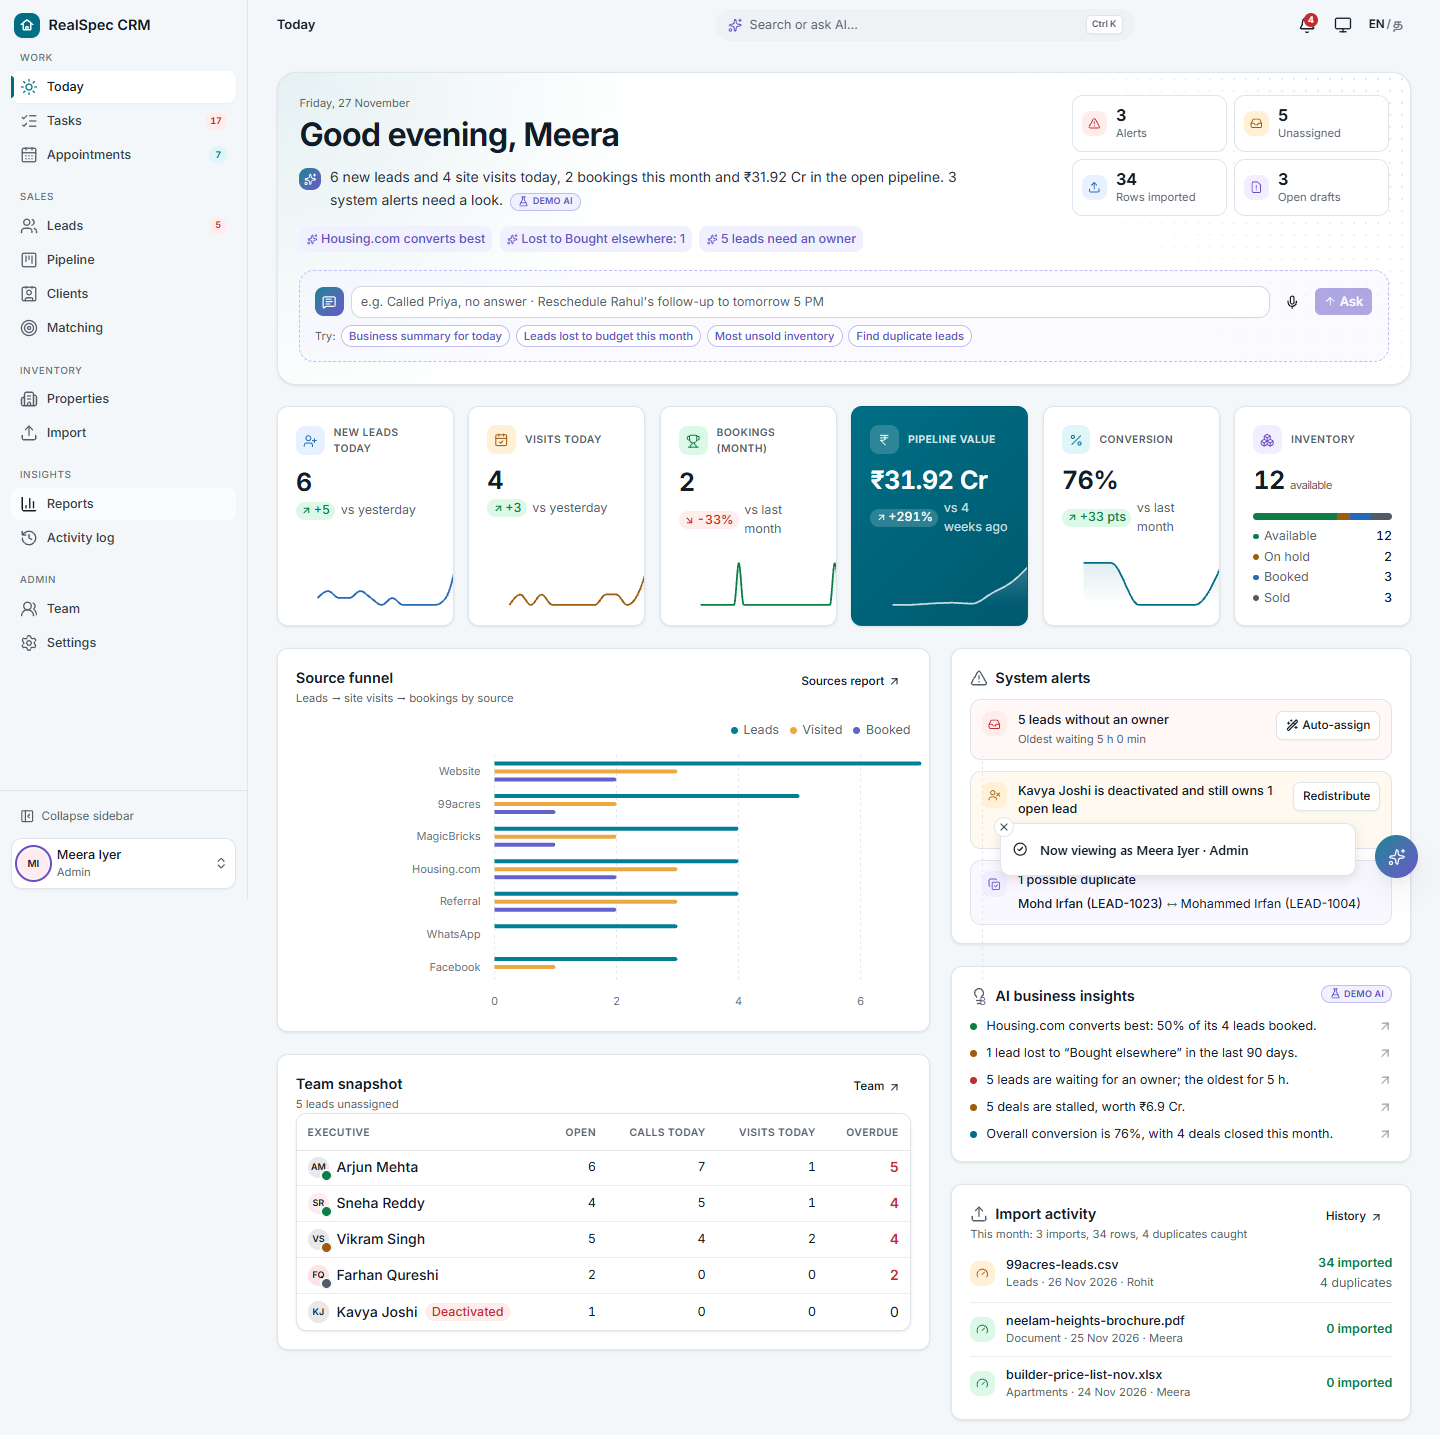 RealSpec CRM
WORK
Today
Tasks 17
Appointments 7
SALES
Leads 5
Pipeline
Clients
Matching
INVENTORY
Properties
Import
INSIGHTS
Reports
Activity log
ADMIN
Team
Settings
Collapse sidebar
MI
Meera Iyer
Admin
Today
Search or ask AI...
Ctrl K
4
EN / த
Friday, 27 November
Good evening, Meera
6 new leads and 4 site visits today, 2 bookings this month and ₹31.92 Cr in the open pipeline. 3
system alerts need a look. DEMO AI
Housing.com converts best
Lost to Bought elsewhere: 1
5 leads need an owner
3
Alerts
5
Unassigned
34
Rows imported
3
Open drafts
e.g. Called Priya, no answer · Reschedule Rahul's follow-up to tomorrow 5 PM
Ask
Try: Business summary for today Leads lost to budget this month Most unsold inventory Find duplicate leads
NEW LEADS
TODAY
6
+5 vs yesterday
VISITS TODAY
4
+3 vs yesterday
BOOKINGS
(MONTH)
2
-33% vs last
month
₹
PIPELINE VALUE
₹31.92 Cr
+291% vs 4
weeks ago
%
CONVERSION
76%
+33 pts vs last
month
INVENTORY
12 available
Available 12
On hold 2
Booked 3
Sold 3
Source funnel
Leads → site visits → bookings by source
Sources report
Leads Visited Booked
Website
99acres
MagicBricks
Housing.com
Referral
WhatsApp
Facebook
0 2 4 6
Team snapshot
5 leads unassigned
Team
EXECUTIVE OPEN CALLS TODAY VISITS TODAY OVERDUE
AM Arjun Mehta 6 7 1 5
SR Sneha Reddy 4 5 1 4
VS Vikram Singh 5 4 2 4
FQ Farhan Qureshi 2 0 0 2
KJ Kavya Joshi Deactivated 1 0 0 0
System alerts
5 leads without an owner
Oldest waiting 5 h 0 min
Auto-assign
Kavya Joshi is deactivated and still owns 1
open lead
Redistribute
Now viewing as Meera Iyer · Admin
1 possible duplicate
Mohd Irfan (LEAD-1023) ↔ Mohammed Irfan (LEAD-1004)
AI business insights
DEMO AI
Housing.com converts best: 50% of its 4 leads booked.
1 lead lost to “Bought elsewhere” in the last 90 days.
5 leads are waiting for an owner; the oldest for 5 h.
5 deals are stalled, worth ₹6.9 Cr.
Overall conversion is 76%, with 4 deals closed this month.
Import activity
History
This month: 3 imports, 34 rows, 4 duplicates caught
99acres-leads.csv
Leads · 26 Nov 2026 · Rohit
34 imported
4 duplicates
neelam-heights-brochure.pdf
Document · 25 Nov 2026 · Meera
0 imported
builder-price-list-nov.xlsx
Apartments · 24 Nov 2026 · Meera
0 imported